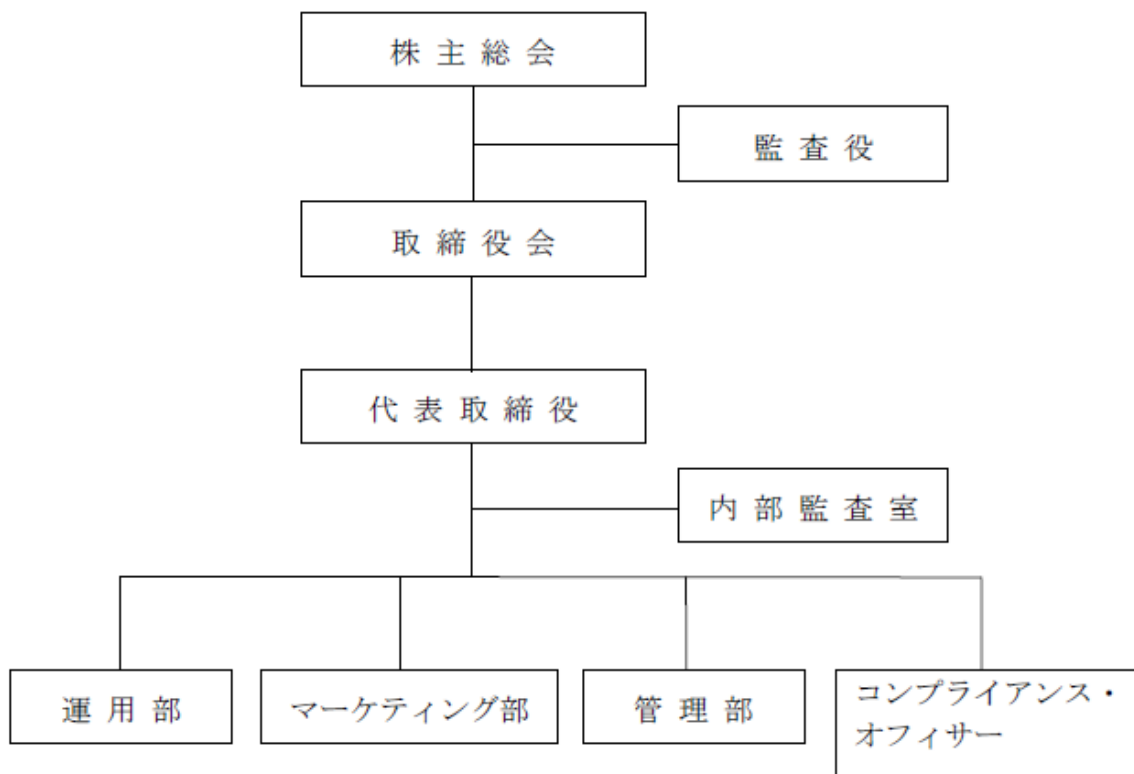 株主総会
監査役
取締役会
代表取締役
内部監査室
運用部
マーケティング部
管理部
コンプライアンス・
オフィサー